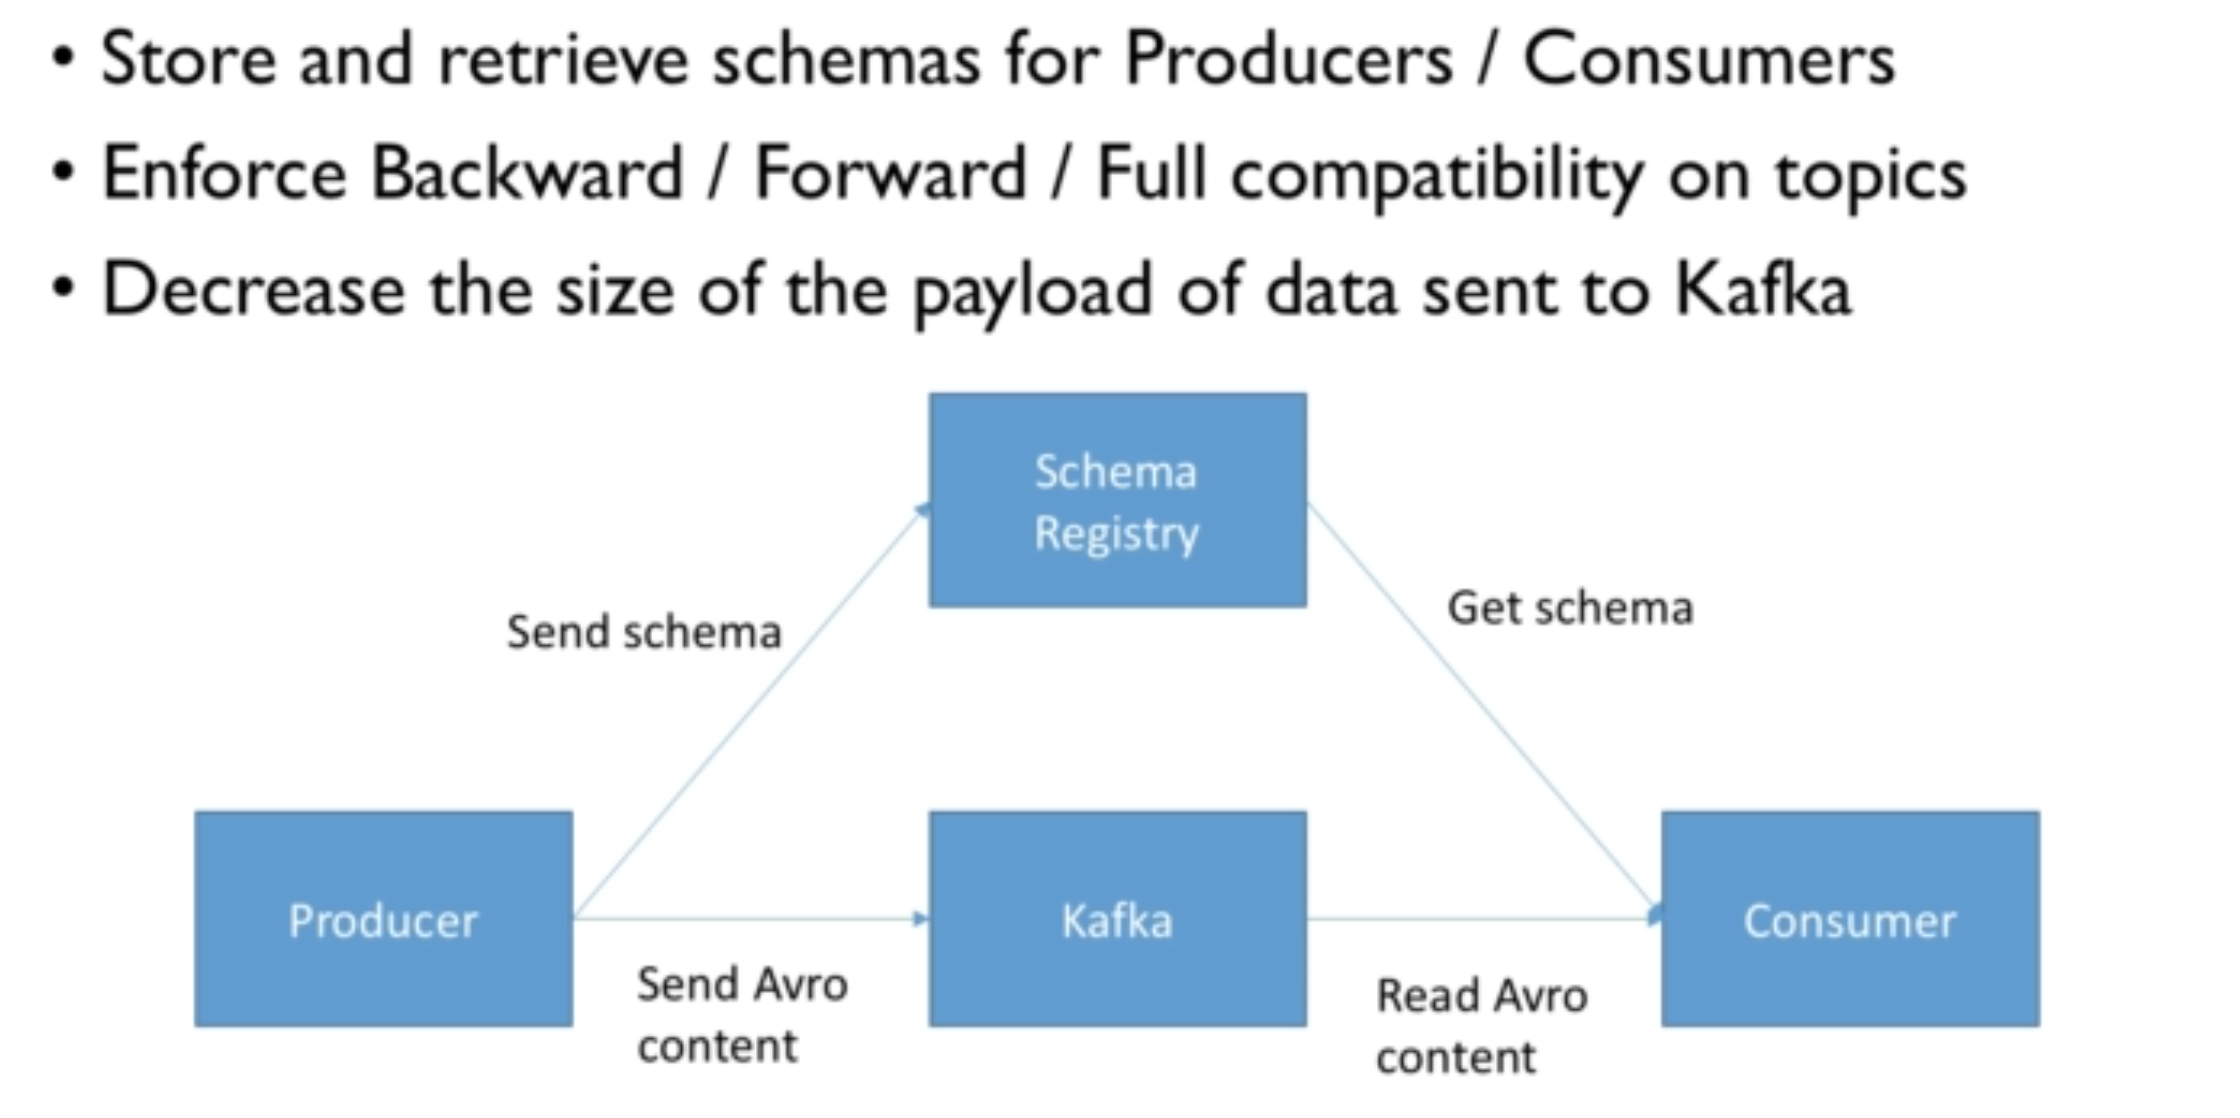 • Store and retrieve schemas for Producers / Consumers
• Enforce Backward / Forward / Full compatibility on topics
• Decrease the size of the payload of data sent to Kafka
Schema
Registry
Send schema
Get schema
Producer
Kafka
Consumer
Send Avro
content
Read Avro
content